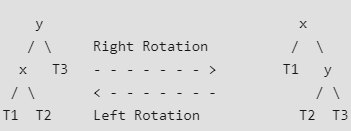 y                               x
/ \     Right Rotation          /  \
x   T3   - - - - - - - >        T1   y
/ \       < - - - - - - -            / \
T1  T2     Left Rotation            T2  T3